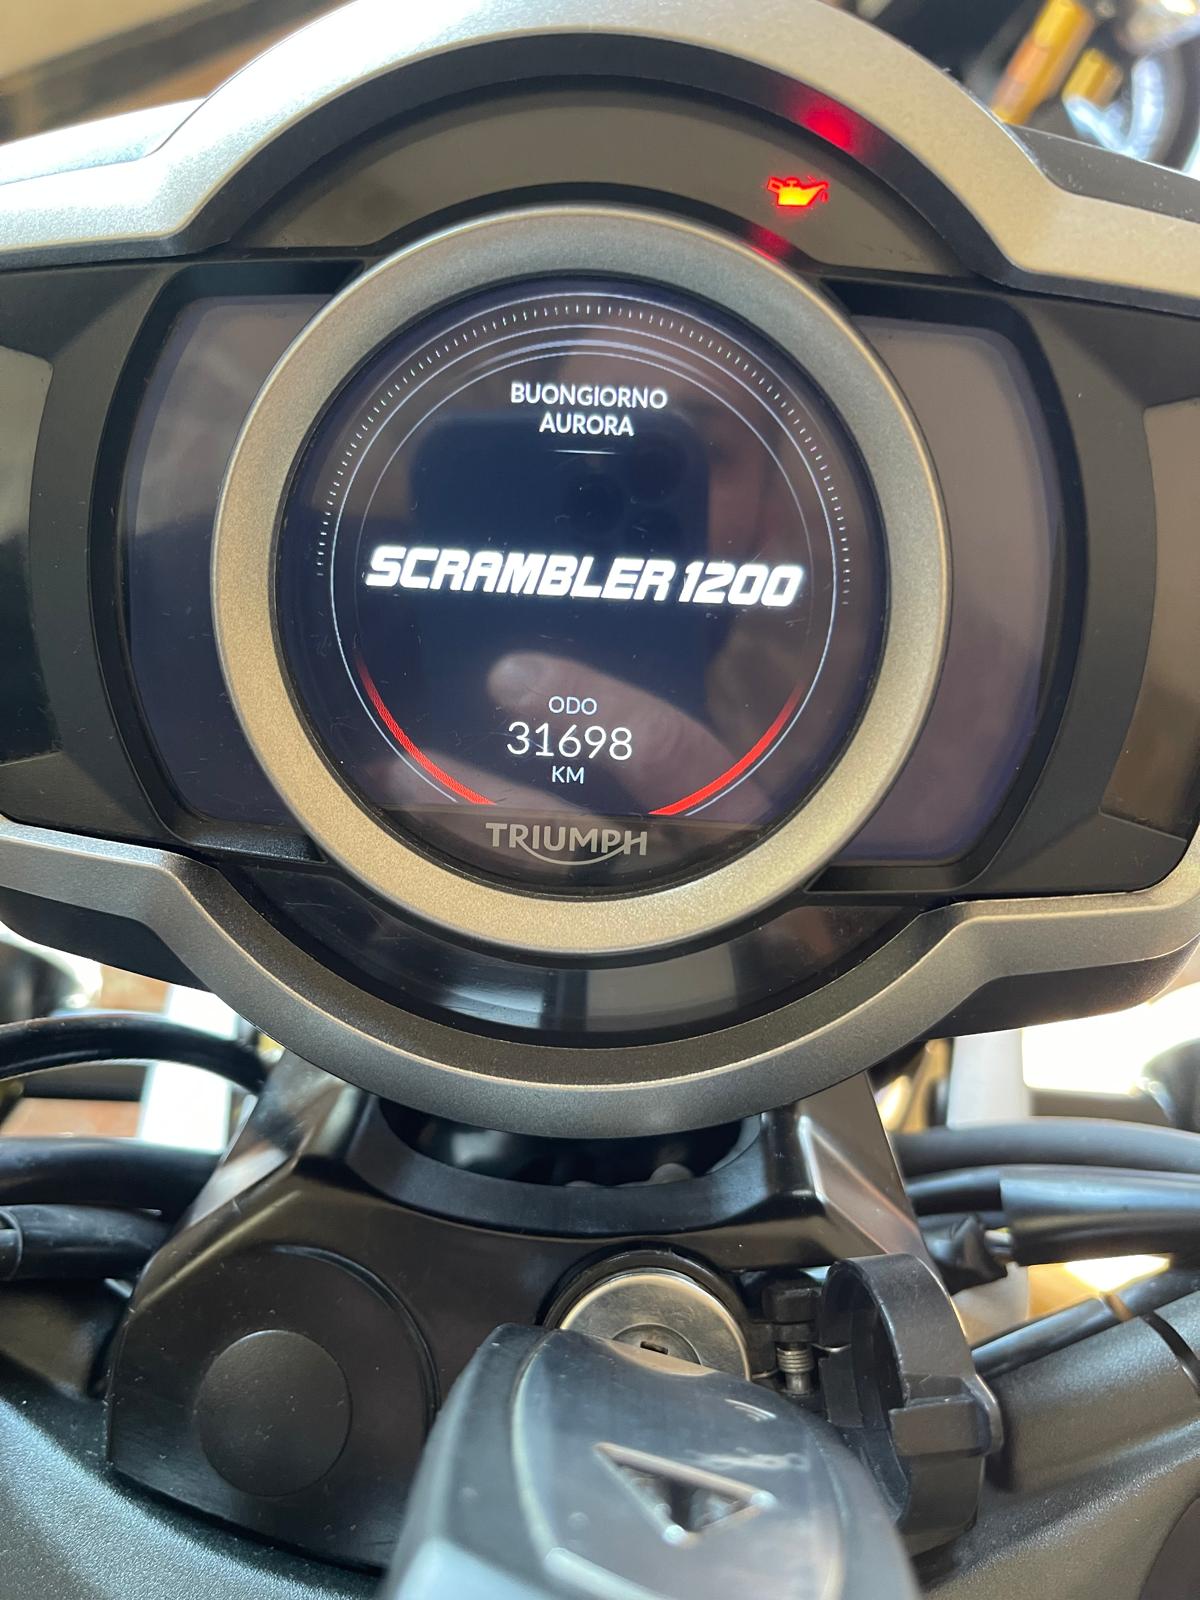 BUONGIORNO
AURORA
SCRAMBLER 1200
ODO
31698
KM
TRIUMPH